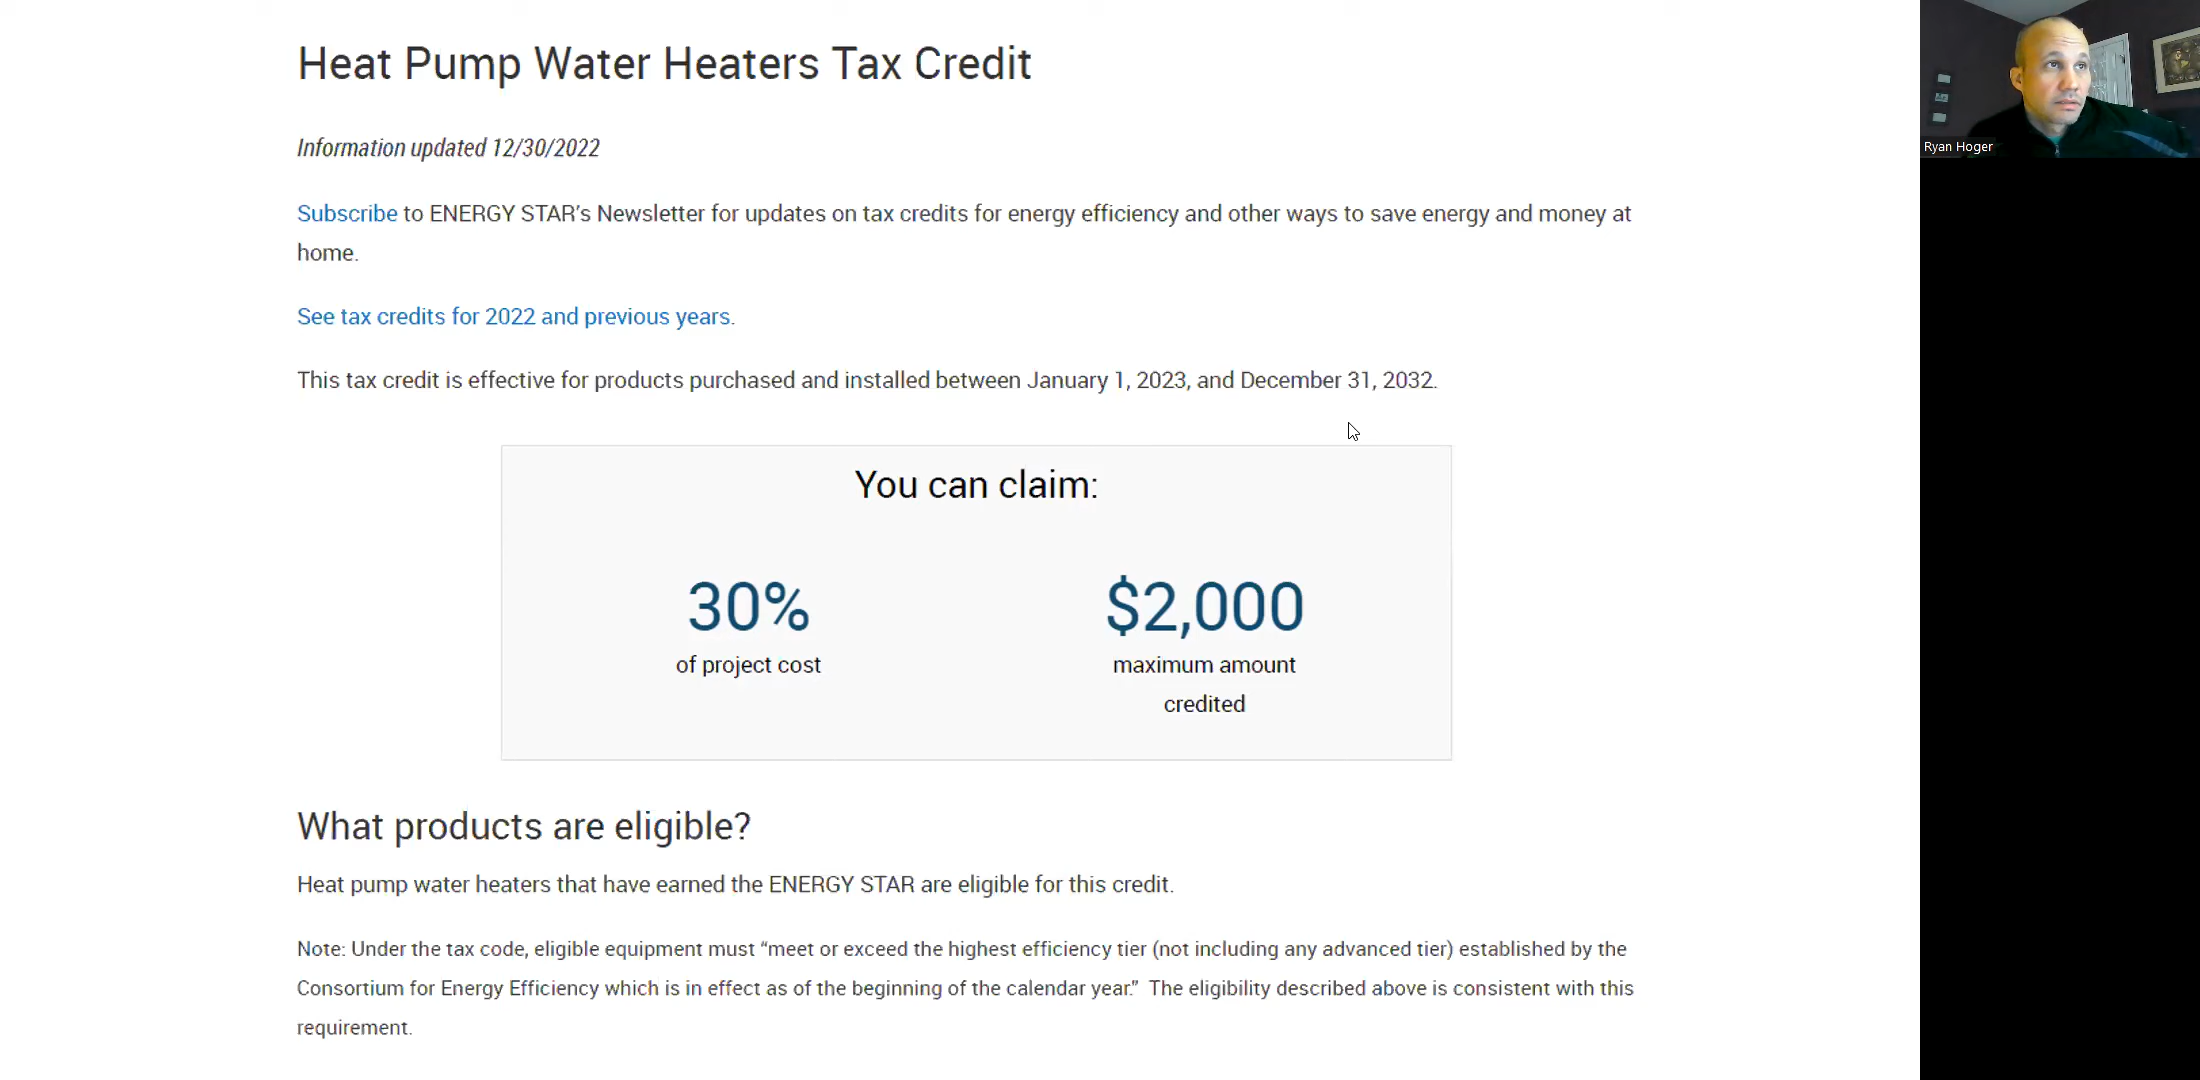 Heat Pump Water Heaters Tax Credit
Information updated 12/30/2022
Subscribe to ENERGY STAR’s Newsletter for updates on tax credits for energy efficiency and other ways to save energy and money at
home.
See tax credits for 2022 and previous years.
This tax credit is effective for products purchased and installed between January 1, 2023, and December 31, 2032.
You can claim:
30%
of project cost
$2,000
maximum amount
credited
What products are eligible?
Heat pump water heaters that have earned the ENERGY STAR are eligible for this credit.
Note: Under the tax code, eligible equipment must “meet or exceed the highest efficiency tier (not including any advanced tier) established by the
Consortium for Energy Efficiency which is in effect as of the beginning of the calendar year.”  The eligibility described above is consistent with this
requirement.
Ryan Hoger